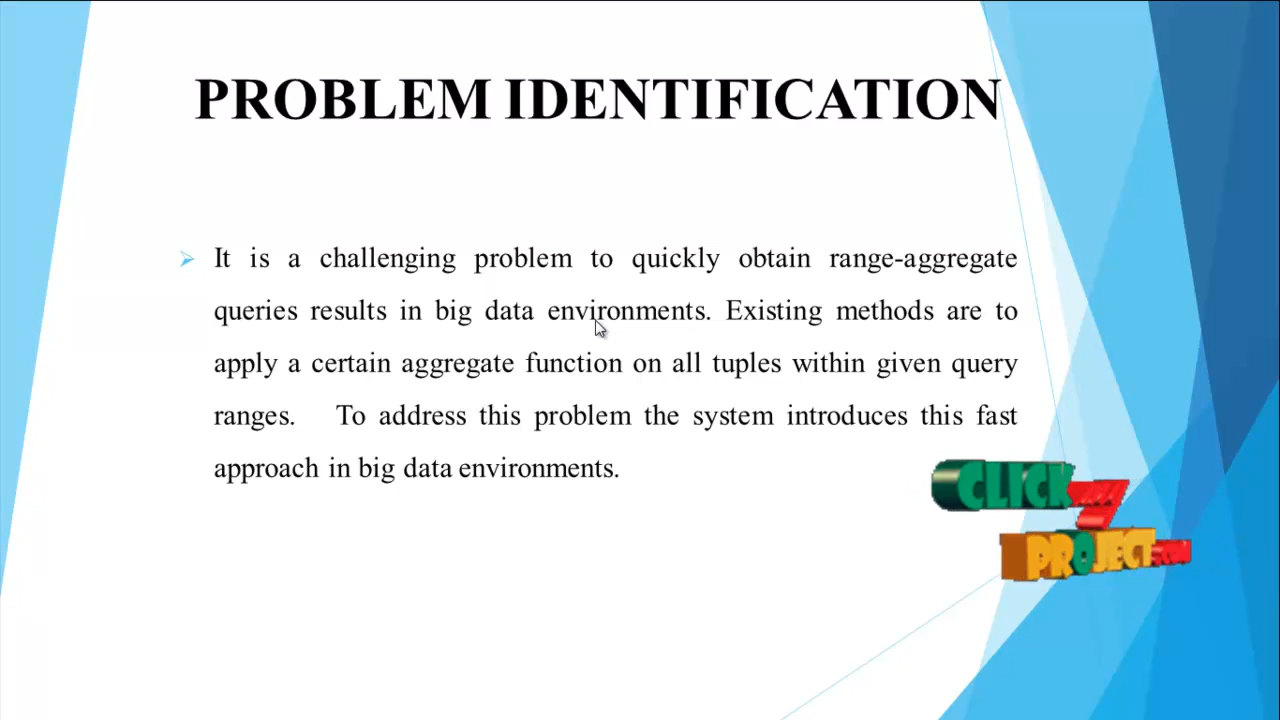 PROBLEM IDENTIFICATION
It is a challenging problem to quickly obtain range-aggregate
queries results in big data environments. Existing methods are to
apply a certain aggregate function on all tuples within given query
ranges. To address this problem the system introduces this fast
approach in big data environments.
CLICK my
PROJECT.COM